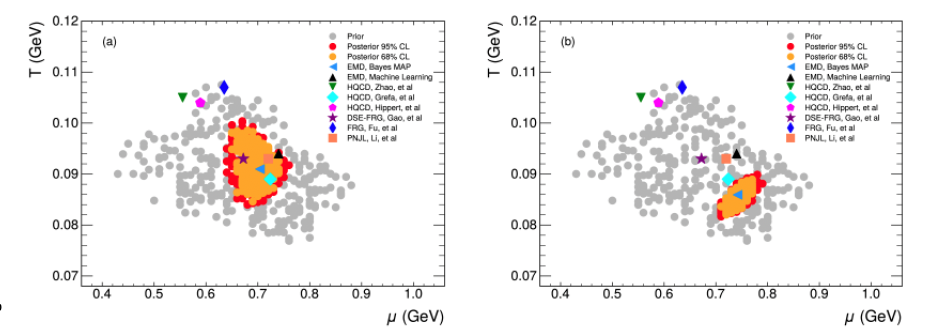 0.12
0.11
0.10
0.09
0.08
0.07
T (GeV)
(a)
Prior
Posterior 95% CL
Posterior 68% CL
EMD, Bayes MAP
EMD, Machine Learning
HQCD, Zhao, et al
HQCD, Grefa, et al
HQCD, Hippert, et al
DSE-FRG, Gao, et al
FRG, Fu, et al
PNJL, Li, et al
0.4 0.5 0.6 0.7 0.8 0.9 1.0
μ (GeV)
0.12
0.11
0.10
0.09
0.08
0.07
T (GeV)
(b)
Prior
Posterior 95% CL
Posterior 68% CL
EMD, Bayes MAP
EMD, Machine Learning
HQCD, Zhao, et al
HQCD, Grefa, et al
HQCD, Hippert, et al
DSE-FRG, Gao, et al
FRG, Fu, et al
PNJL, Li, et al
0.4 0.5 0.6 0.7 0.8 0.9 1.0
μ (GeV)